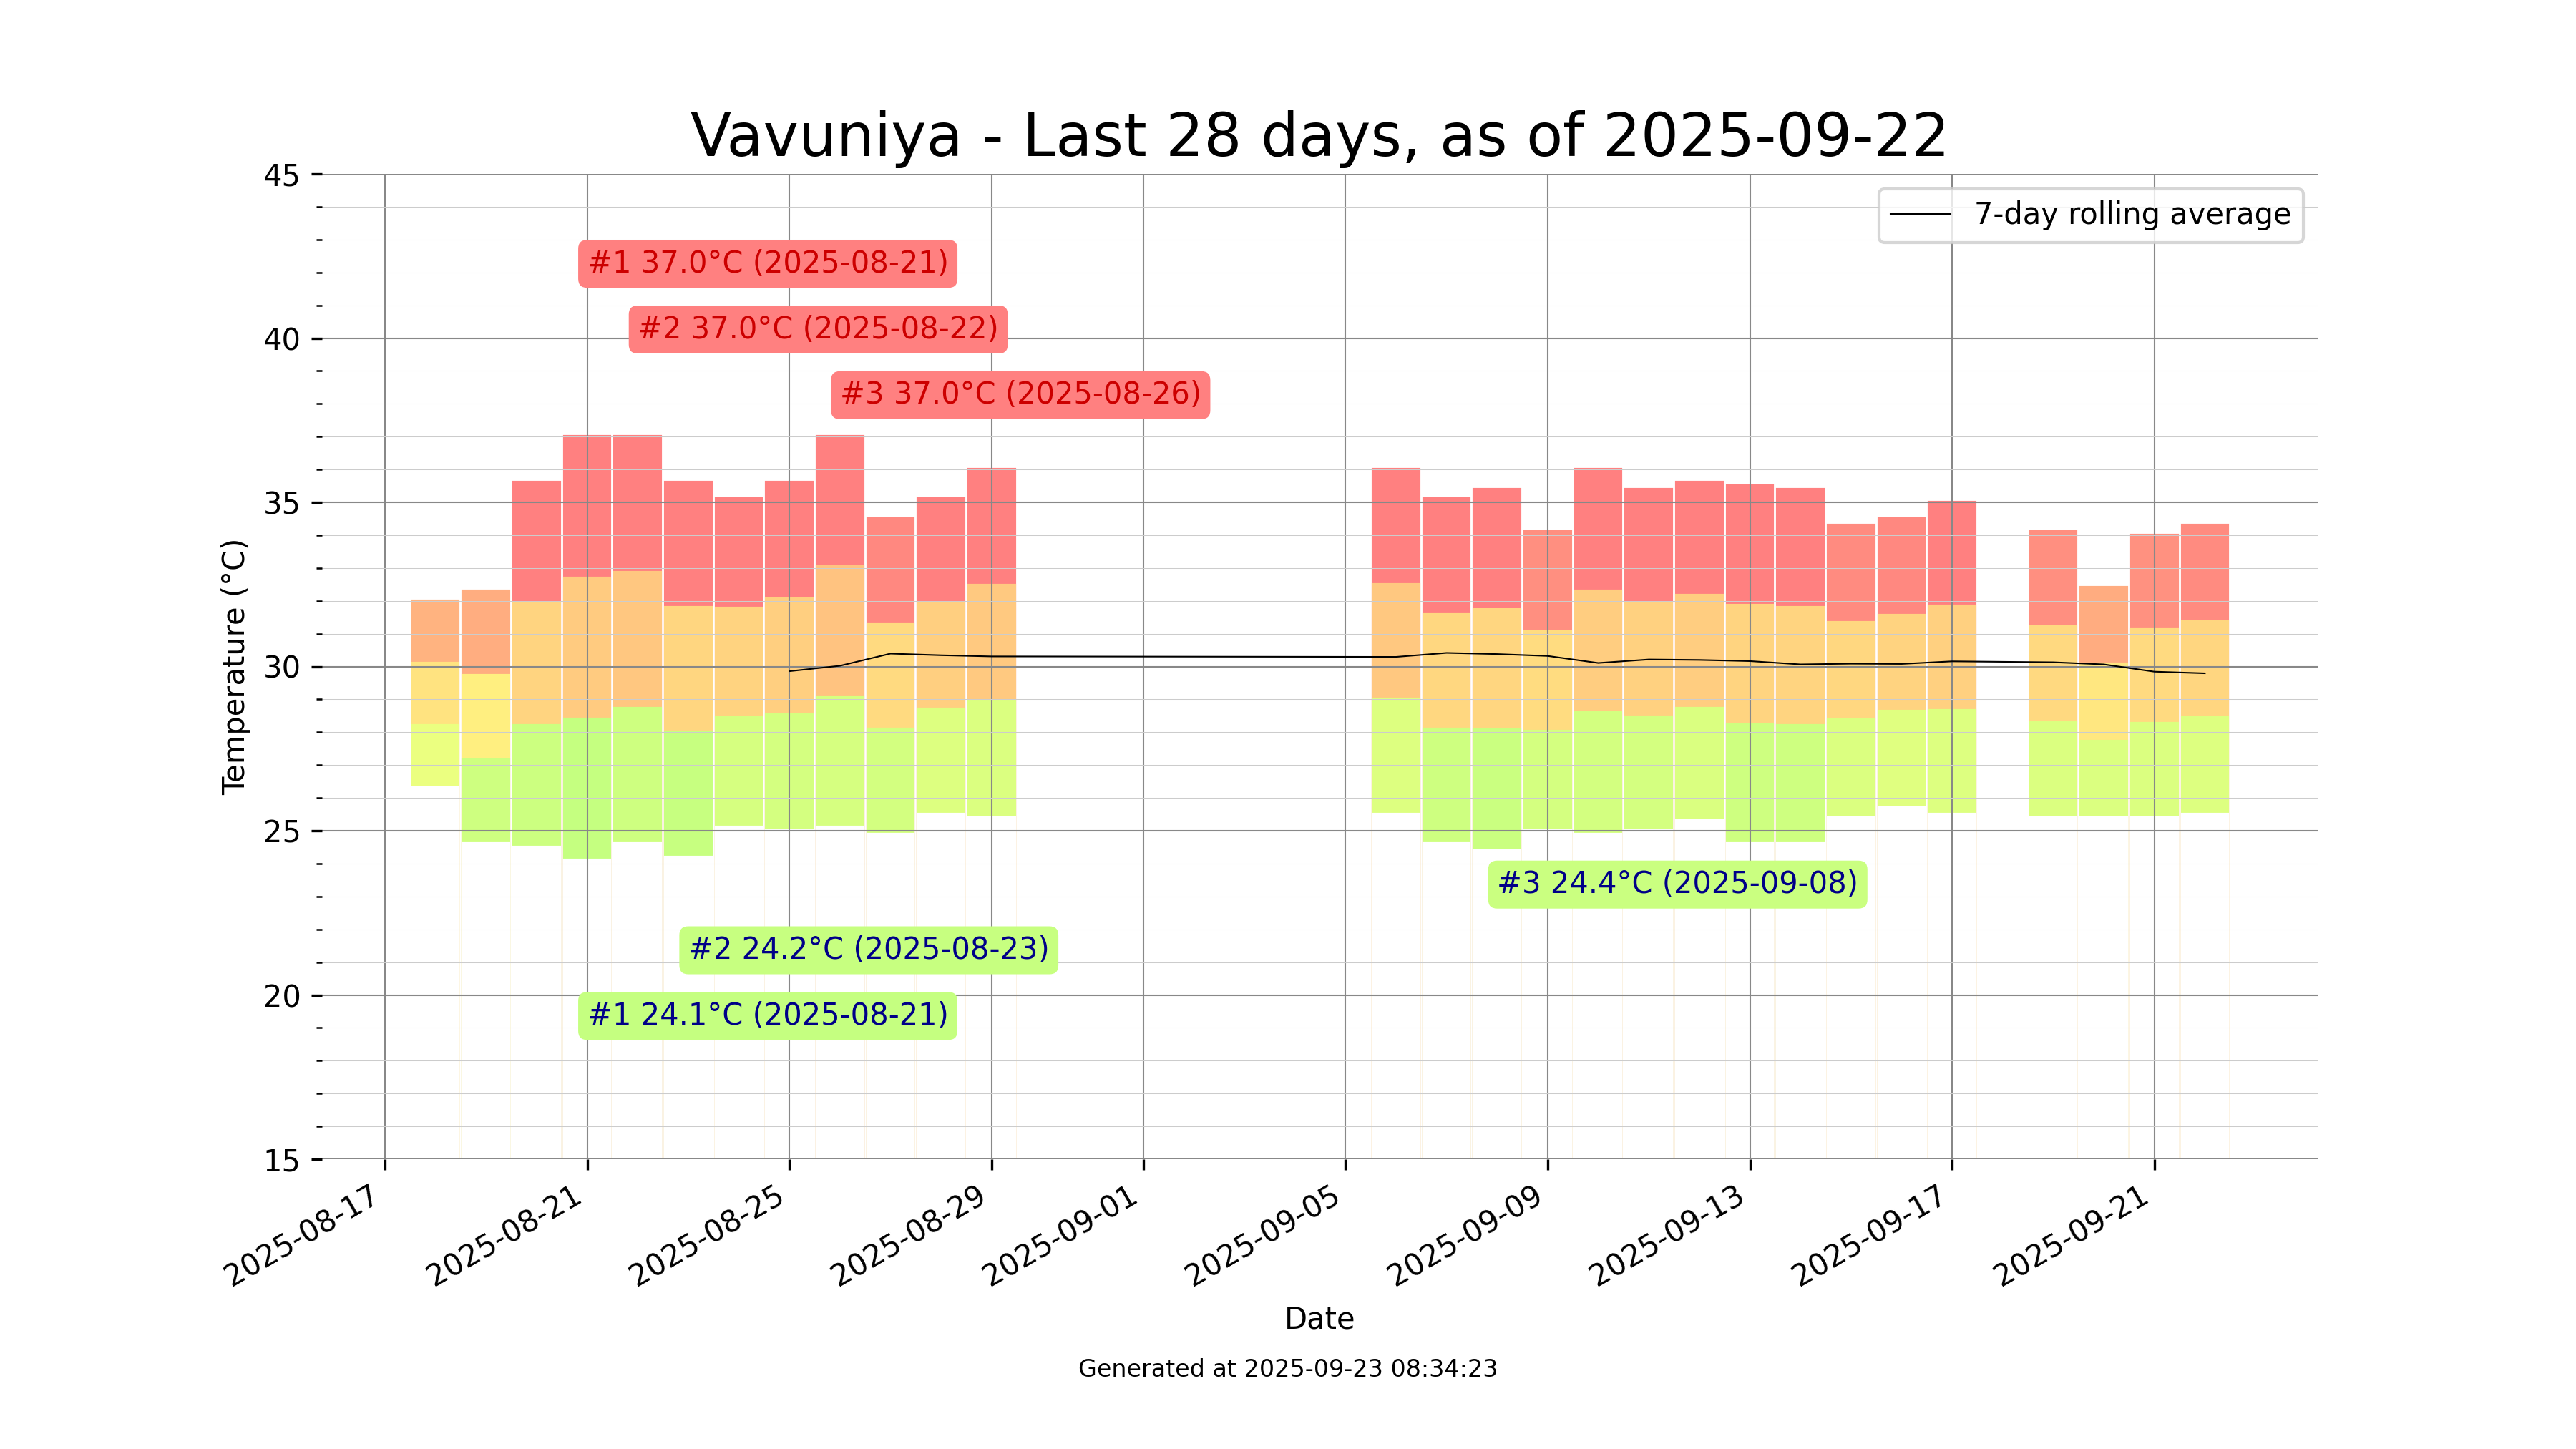 Vavuniya - Last 28 days, as of 2025-09-22
45
40
35
30
25
20
15
Temperature (°C)
7-day rolling average
#1 37.0°C (2025-08-21)
#2 37.0°C (2025-08-22)
#3 37.0°C (2025-08-26)
#3 24.4°C (2025-09-08)
#2 24.2°C (2025-08-23)
#1 24.1°C (2025-08-21)
2025-08-17
2025-08-21
2025-08-25
2025-08-29
2025-09-01
2025-09-05
2025-09-09
2025-09-13
2025-09-17
2025-09-21
Date
Generated at 2025-09-23 08:34:23